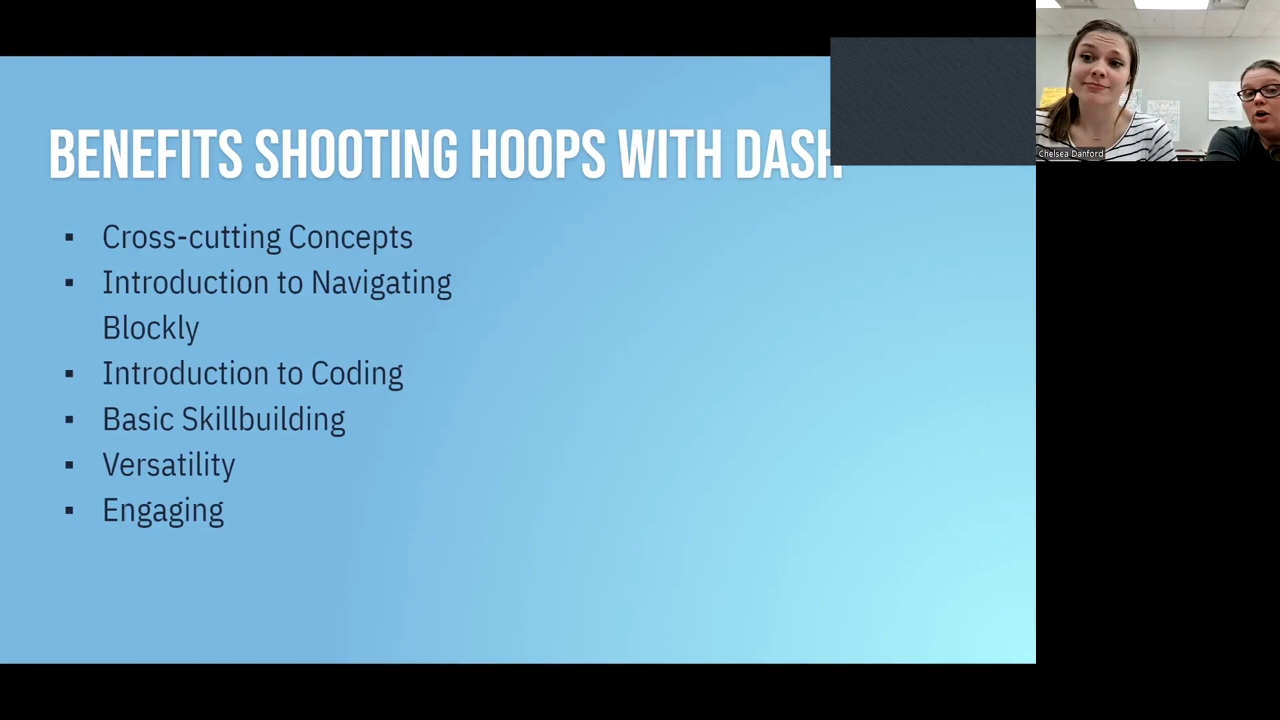 BENEFITS SHOOTING HOOPS WITH DASH
▪ Cross-cutting Concepts
▪ Introduction to Navigating
Blockly
▪ Introduction to Coding
▪ Basic Skillbuilding
▪ Versatility
▪ Engaging
Chelsea Danford